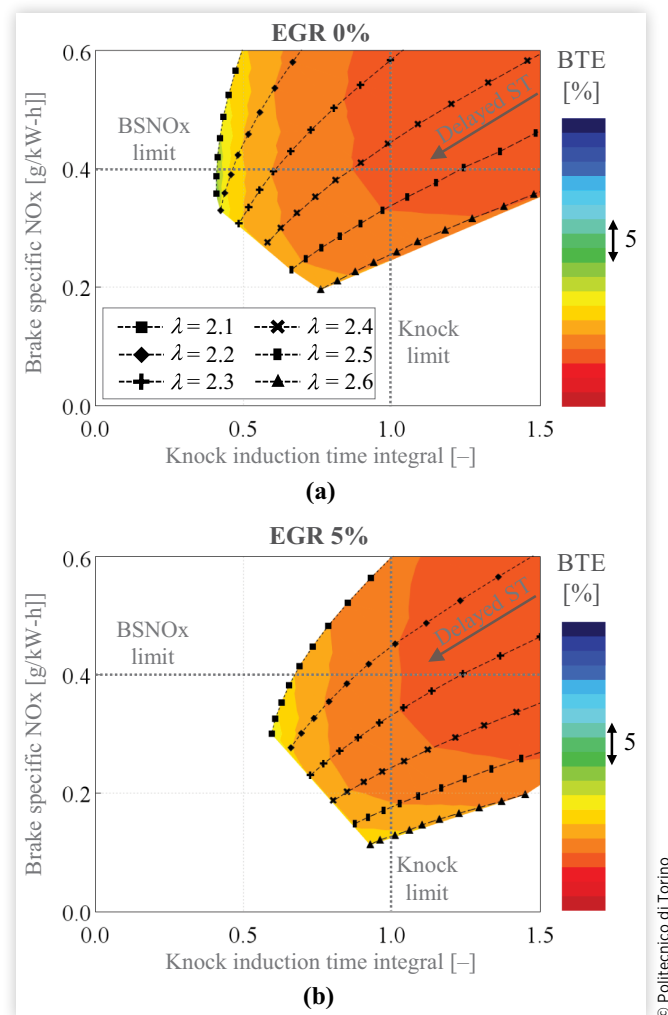 EGR 0%
BTE
[%]
0.6
0.4
0.2
0.0
Brake specific NOx [g/kW-h]]
BSNOx
limit
Delayed ST
Knock
limit
λ = 2.1
λ = 2.4
λ = 2.2
λ = 2.5
λ = 2.3
λ = 2.6
5
0.0 0.5 1.0 1.5
Knock induction time integral [–]
(a)
EGR 5%
BTE
[%]
0.6
0.4
0.2
0.0
Brake specific NOx [g/kW-h]]
BSNOx
limit
Delayed ST
Knock
limit
5
0.0 0.5 1.0 1.5
Knock induction time integral [–]
(b)
© Politecnico di Torino